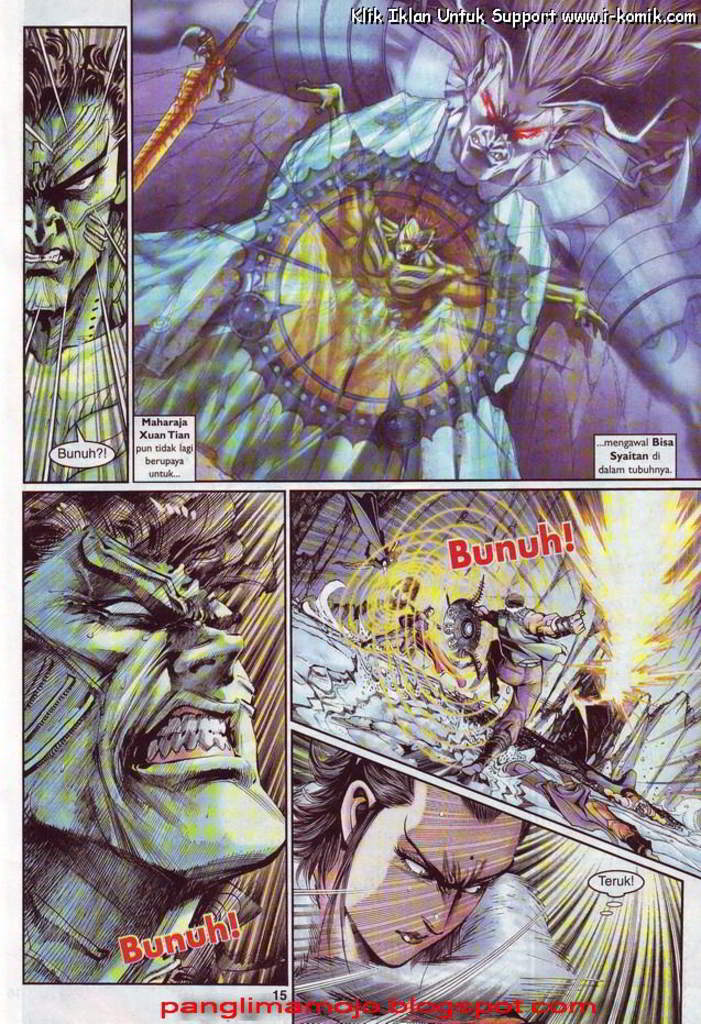 Klik Iklan Untuk Support www.i-komik.com
Bunuh?!
Maharaja
Xuan Tian
pun tidak lagi
berupaya
untuk...
...mengawal Bisa
Syaitan di
dalam tubuhnya.
Bunuh!
Bunuh!
Teruk!
15
panglimamojo.blogspot.com